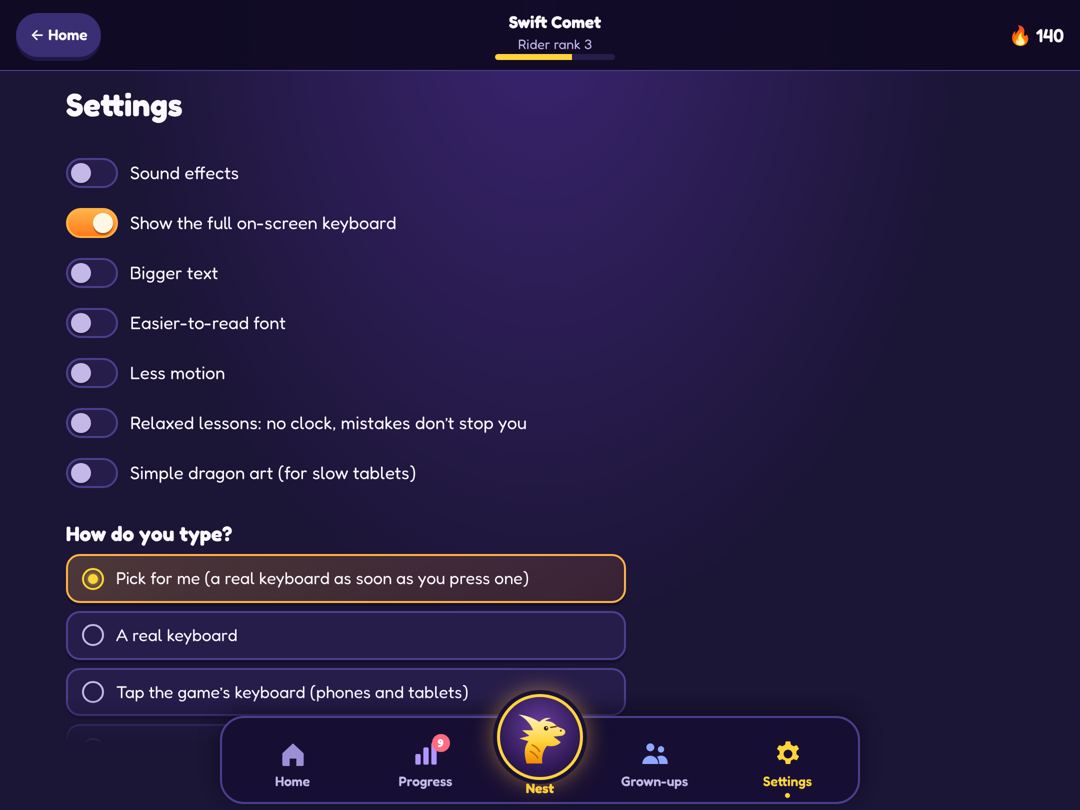 ← Home
Swift Comet
Rider rank 3
140
Settings
Sound effects
Show the full on-screen keyboard
Bigger text
Easier-to-read font
Less motion
Relaxed lessons: no clock, mistakes don't stop you
Simple dragon art (for slow tablets)
How do you type?
Pick for me (a real keyboard as soon as you press one)
A real keyboard
Tap the game's keyboard (phones and tablets)
9
Home
Progress
Nest
Grown-ups
Settings